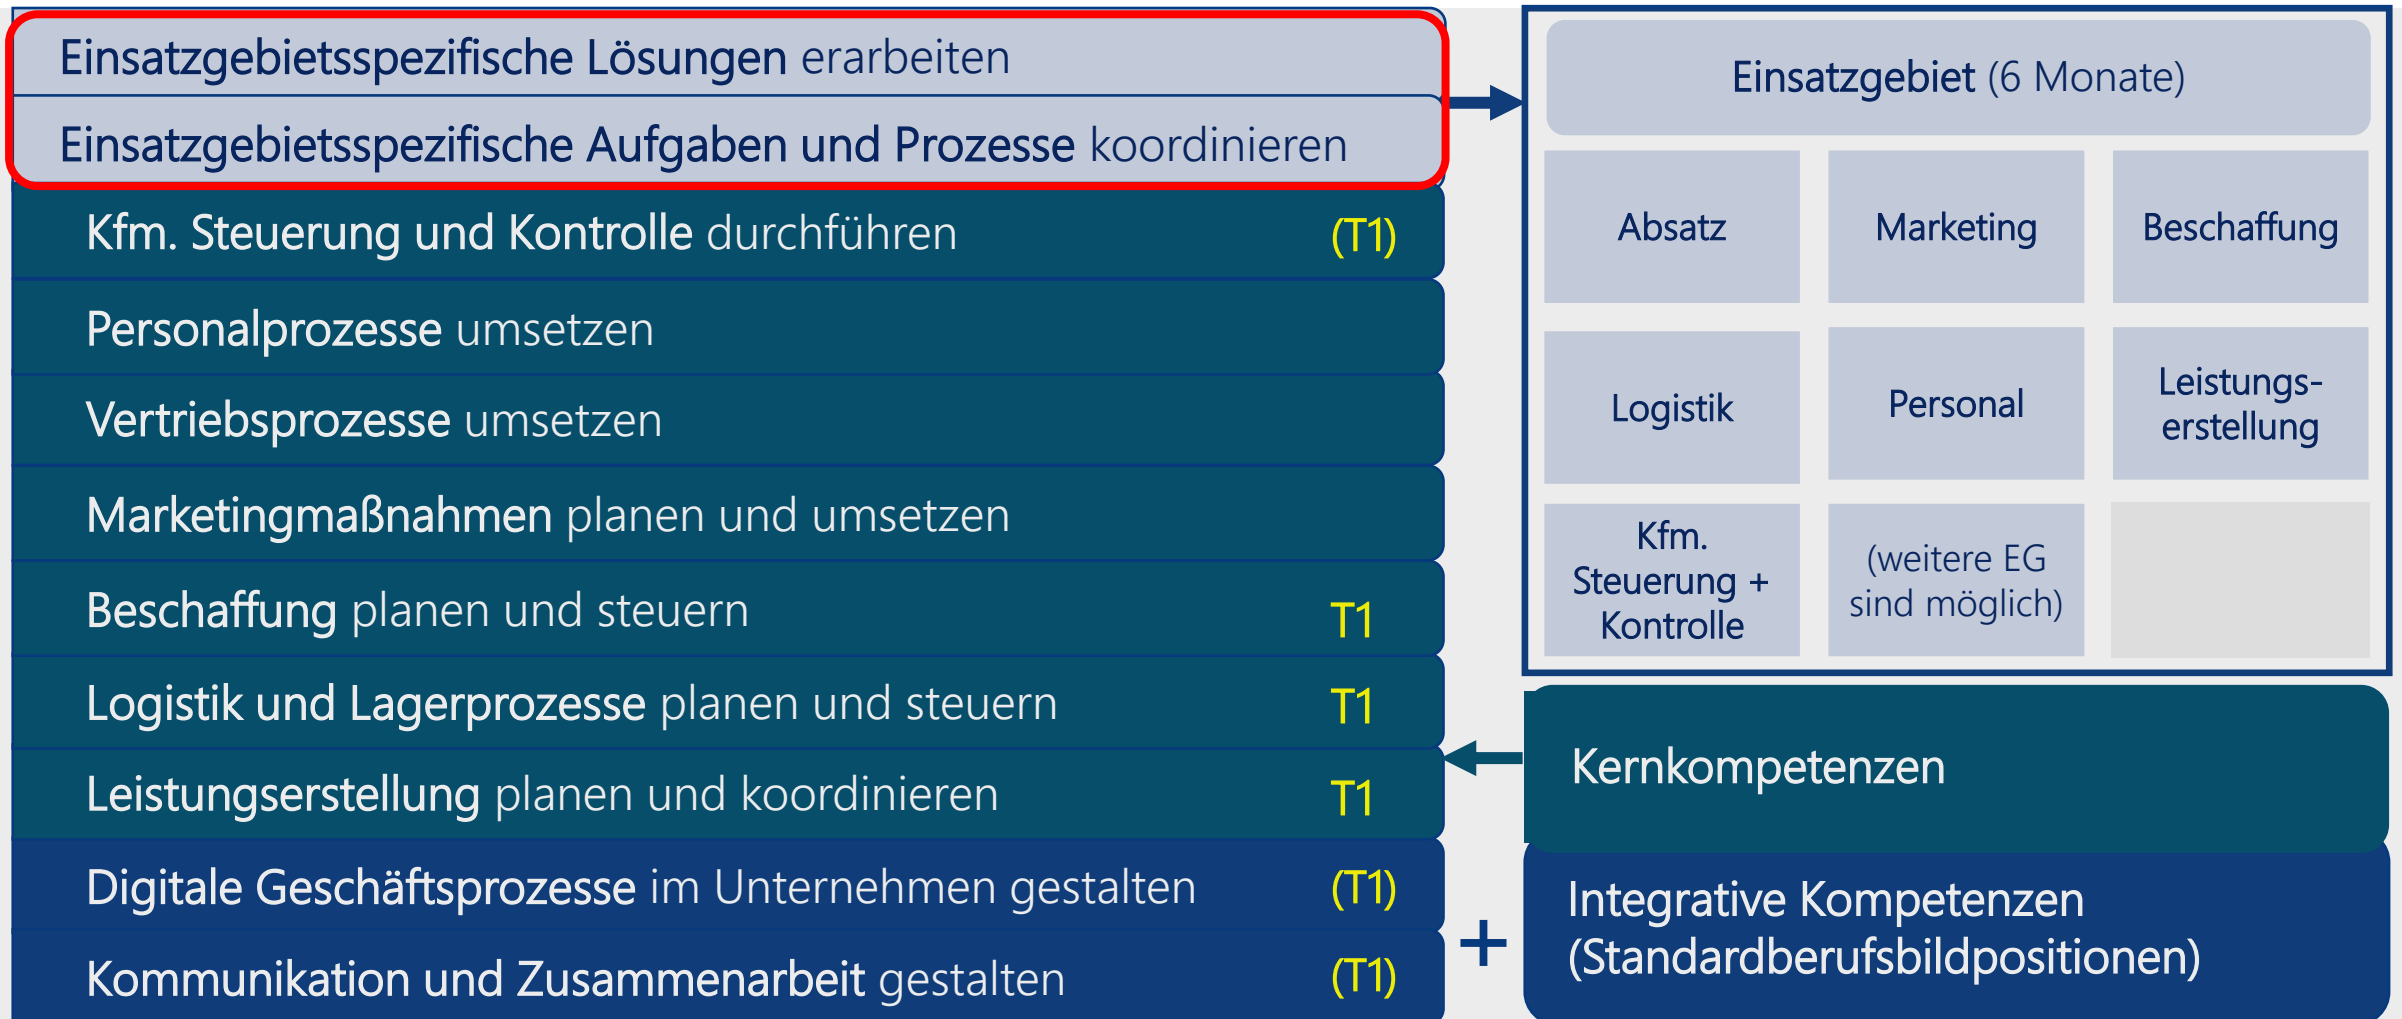 Einsatzgebietsspezifische Lösungen erarbeiten
Einsatzgebietsspezifische Aufgaben und Prozesse koordinieren
Kfm. Steuerung und Kontrolle durchführen (T1)
Personalprozesse umsetzen
Vertriebsprozesse umsetzen
Marketingmaßnahmen planen und umsetzen
Beschaffung planen und steuern T1
Logistik und Lagerprozesse planen und steuern T1
Leistungserstellung planen und koordinieren T1
Digitale Geschäftsprozesse im Unternehmen gestalten (T1)
Kommunikation und Zusammenarbeit gestalten (T1)
+
Einsatzgebiet (6 Monate)
Absatz
Marketing
Beschaffung
Logistik
Personal
Leistungs-
erstellung
Kfm.
Steuerung +
Kontrolle
(weitere EG
sind möglich)
Kernkompetenzen
Integrative Kompetenzen
(Standardberufsbildpositionen)